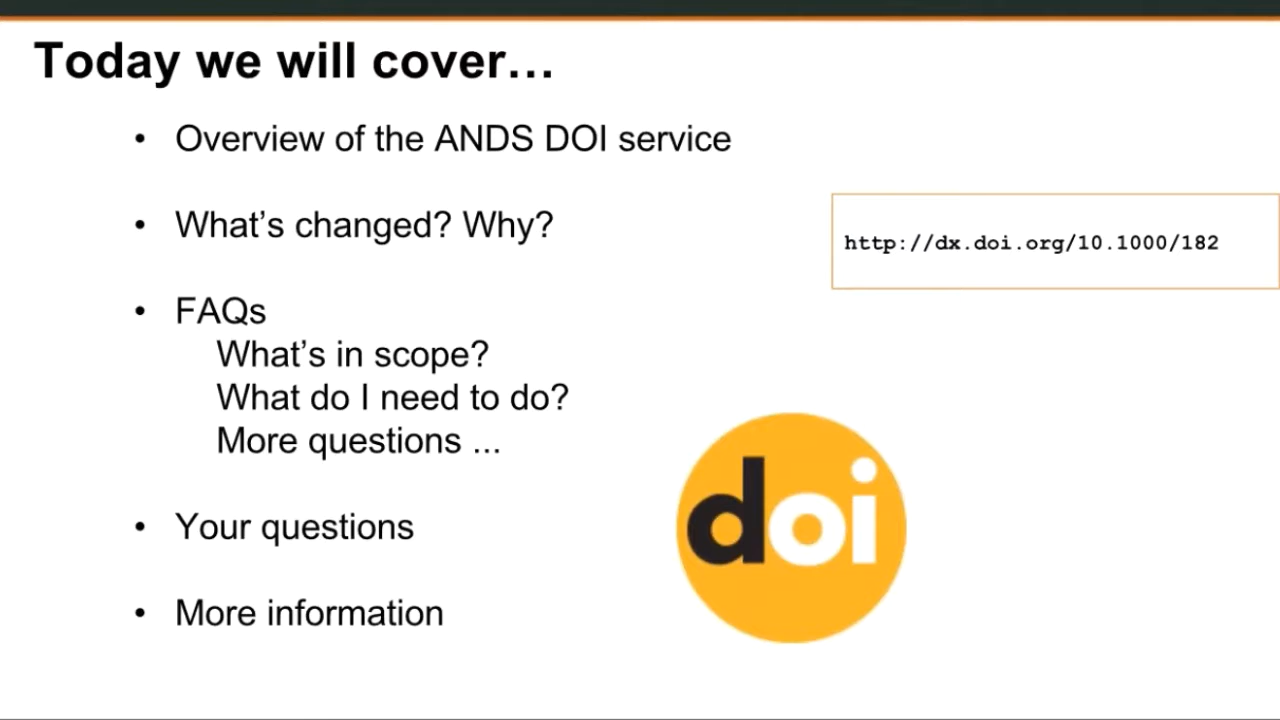 Today we will cover...
• Overview of the ANDS DOI service
• What's changed? Why?
http://dx.doi.org/10.1000/182
• FAQs
What's in scope?
What do I need to do?
More questions ...
doi
• Your questions
• More information